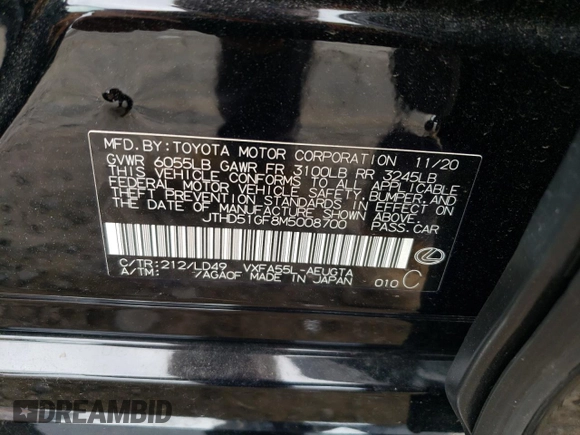 MFD. BY: TOYOTA MOTOR CORPORATION 11/20
GVWR 6055LB GAWR FR 3100LB RR 3245LB
THIS VEHICLE CONFORMS TO ALL APPLICABLE
FEDERAL MOTOR VEHICLE SAFETY, BUMPER, AND
THEFT PREVENTION STANDARDS IN EFFECT ON
THE DATE OF MANUFACTURE SHOWN ABOVE.
JTHD51GF8M5008700 PASS. CAR
C/TR: 212/LD49 VXFA55L-AEUGTA
A/TM: -/AGA0F MADE IN JAPAN 010 C
DREAMBID